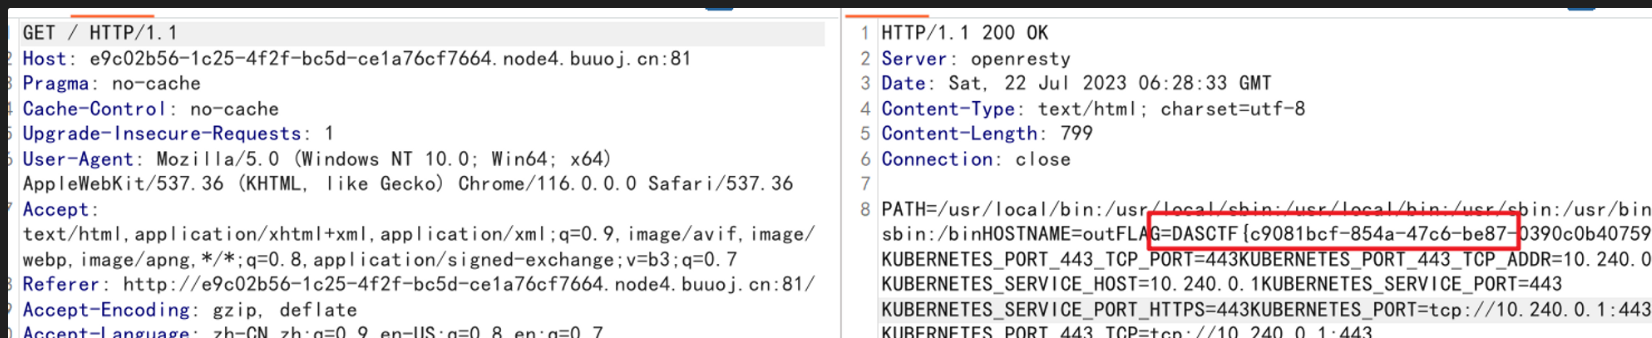 GET / HTTP/1.1
Host: e9c02b56-1c25-4f2f-bc5d-ce1a76cf7664.node4.buuoj.cn:81
Pragma: no-cache
Cache-Control: no-cache
Upgrade-Insecure-Requests: 1
User-Agent: Mozilla/5.0 (Windows NT 10.0; Win64; x64)
AppleWebKit/537.36 (KHTML, like Gecko) Chrome/116.0.0.0 Safari/537.36
Accept:
text/html,application/xhtml+xml,application/xml;q=0.9,image/avif,image/
webp,image/apng,*/*;q=0.8,application/signed-exchange;v=b3;q=0.7
Referer: http://e9c02b56-1c25-4f2f-bc5d-ce1a76cf7664.node4.buuoj.cn:81/
Accept-Encoding: gzip, deflate
Accept-Language: zh-CN,zh;q=0.9,en-US;q=0.8,en;q=0.7
1 HTTP/1.1 200 OK
2 Server: openresty
3 Date: Sat, 22 Jul 2023 06:28:33 GMT
4 Content-Type: text/html; charset=utf-8
5 Content-Length: 799
6 Connection: close
7
8 PATH=/usr/local/bin:/usr/local/sbin:/usr/local/bin:/usr/sbin:/usr/bin
sbin:/binHOSTNAME=outFLAG=DASCTF{c9081bcf-854a-47c6-be87-0390c0b40759
KUBERNETES_PORT_443_TCP_PORT=443KUBERNETES_PORT_443_TCP_ADDR=10.240.0
KUBERNETES_SERVICE_HOST=10.240.0.1KUBERNETES_SERVICE_PORT=443
KUBERNETES_SERVICE_PORT_HTTPS=443KUBERNETES_PORT=tcp://10.240.0.1:443
KUBERNETES_PORT_443_TCP=tcp://10.240.0.1:443